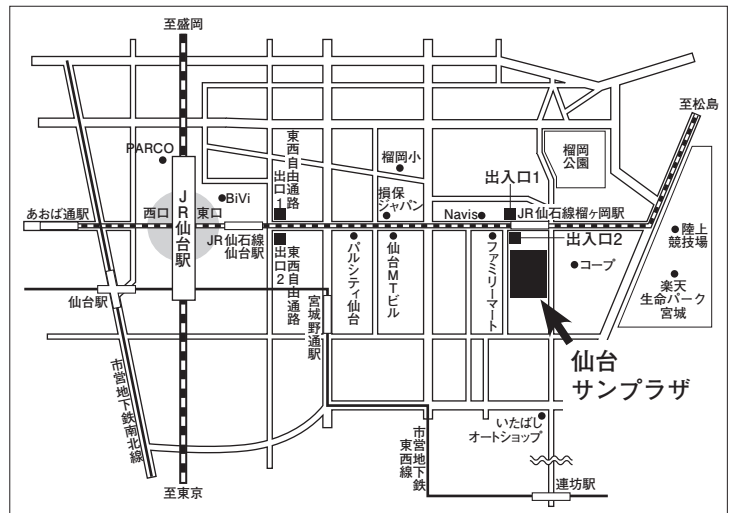 至盛岡
至松島
PARCO
BiVi
東西自由通路
出口1
榴岡小
損保
ジャパン
Navis
出入口1
榴岡
公園
あおば通駅
西口
JR仙台駅
東口
JR仙石線
仙台駅
JR仙石線榴ヶ岡駅
出口2
東西自由通路
パルシティ仙台
仙台MTビル
ファミリーマート
出入口2
コープ
陸上
競技場
楽天
生命パーク
宮城
仙台駅
宮城野通駅
仙台
サンプラザ
市営地下鉄南北線
いたばし
オートショップ
市営地下鉄
東西線
至東京
連坊駅